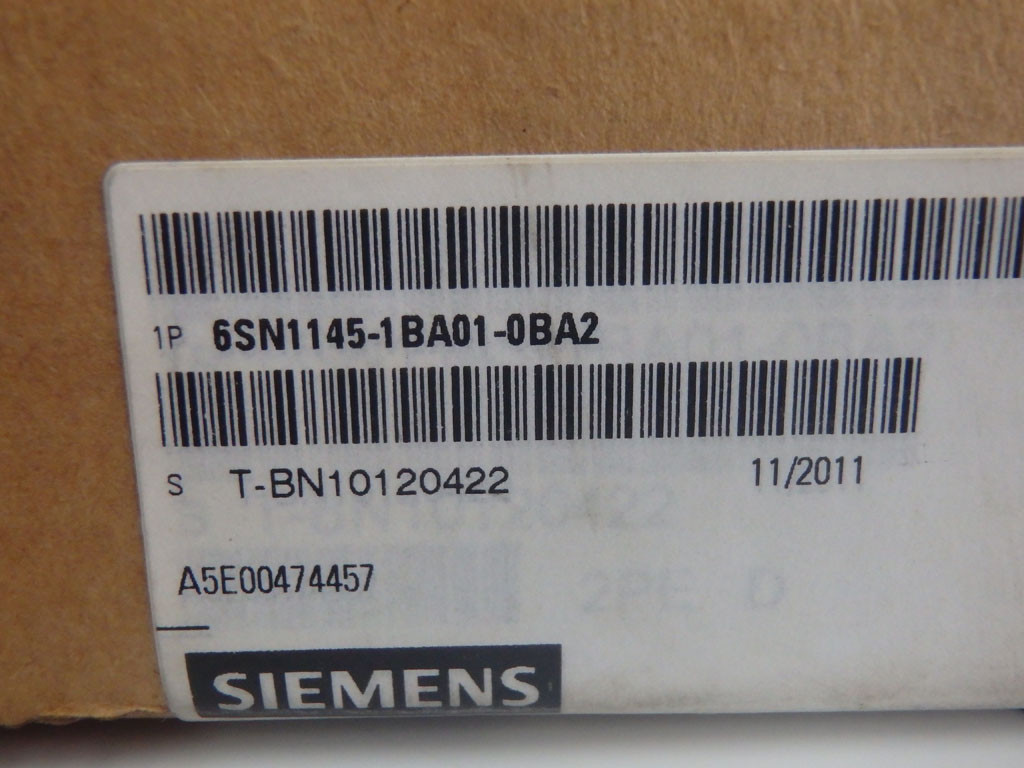 1P 6SN1145-1BA01-0BA2
S T-BN10120422 11/2011
A5E00474457
SIEMENS